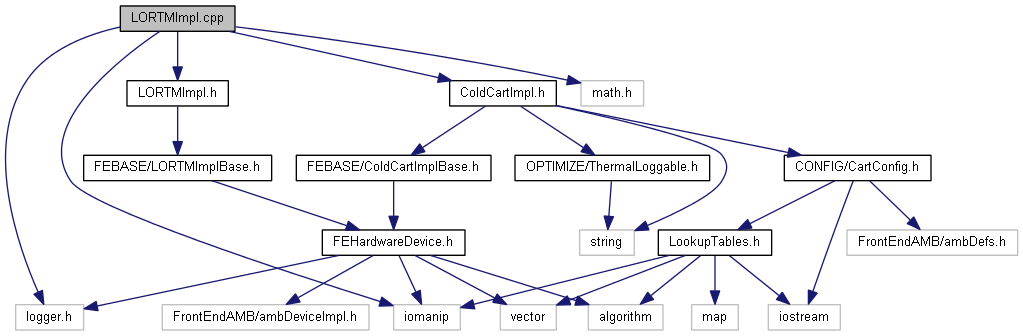 LORTMImpl.cpp
LORTMImpl.h
ColdCartImpl.h
math.h
FEBASE/LORTMImplBase.h
FEBASE/ColdCartImplBase.h
OPTIMIZE/ThermalLoggable.h
CONFIG/CartConfig.h
FEHardwareDevice.h
string
LookupTables.h
FrontEndAMB/ambDefs.h
logger.h
FrontEndAMB/ambDeviceImpl.h
iomanip
vector
algorithm
map
iostream